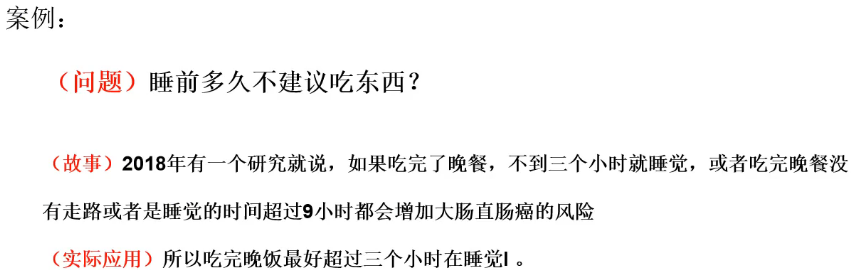 案例：
（问题）睡前多久不建议吃东西？
（故事）2018年有一个研究就说，如果吃完了晚餐，不到三个小时就睡觉，或者吃完晚餐没
有走路或者是睡觉的时间超过9小时都会增加大肠直肠癌的风险
（实际应用）所以吃完晚饭最好超过三个小时在睡觉l 。